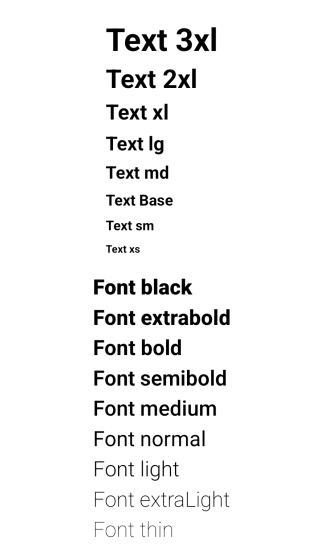 Text 3xl
Text 2xl
Text xl
Text lg
Text md
Text Base
Text sm
Text xs
Font black
Font extrabold
Font bold
Font semibold
Font medium
Font normal
Font light
Font extraLight
Font thin